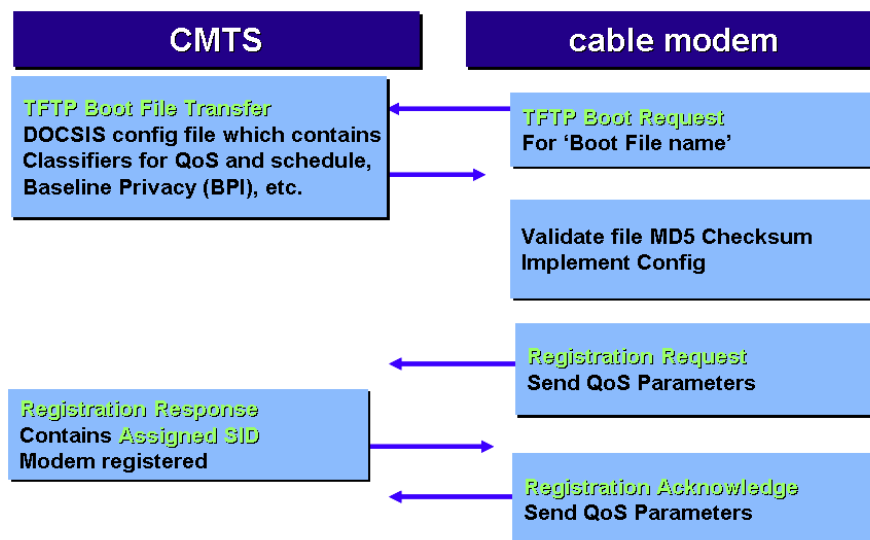 CMTS
cable modem
TFTP Boot File Transfer
DOCSIS config file which contains
Classifiers for QoS and schedule,
Baseline Privacy (BPI), etc.
TFTP Boot Request
For ‘Boot File name’
Validate file MD5 Checksum
Implement Config
Registration Request
Send QoS Parameters
Registration Response
Contains Assigned SID
Modem registered
Registration Acknowledge
Send QoS Parameters